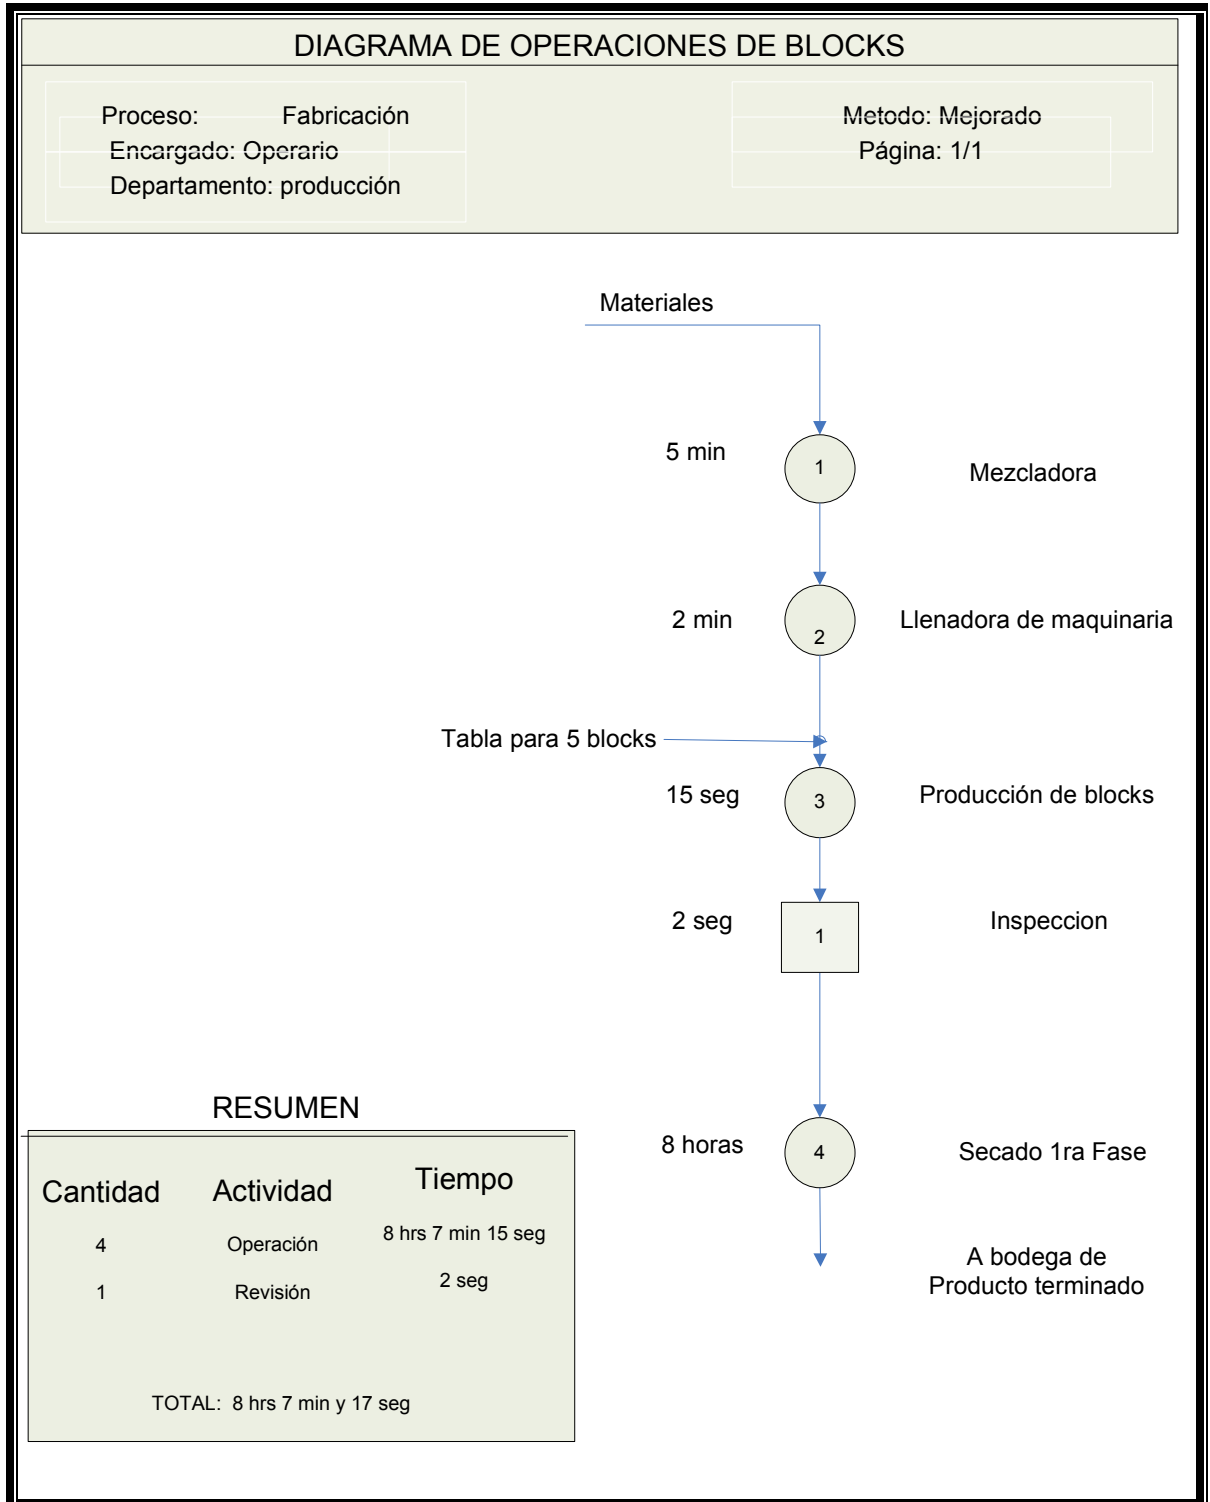 DIAGRAMA DE OPERACIONES DE BLOCKS
Proceso: Fabricación
Encargado: Operario
Departamento: producción
Metodo: Mejorado
Página: 1/1
Materiales
5 min
1
Mezcladora
2 min
2
Llenadora de maquinaria
Tabla para 5 blocks
15 seg
3
Producción de blocks
2 seg
1
Inspeccion
8 horas
4
Secado 1ra Fase
A bodega de
Producto terminado
RESUMEN
Cantidad Actividad Tiempo
4 Operación 8 hrs 7 min 15 seg
1 Revisión 2 seg
TOTAL: 8 hrs 7 min y 17 seg